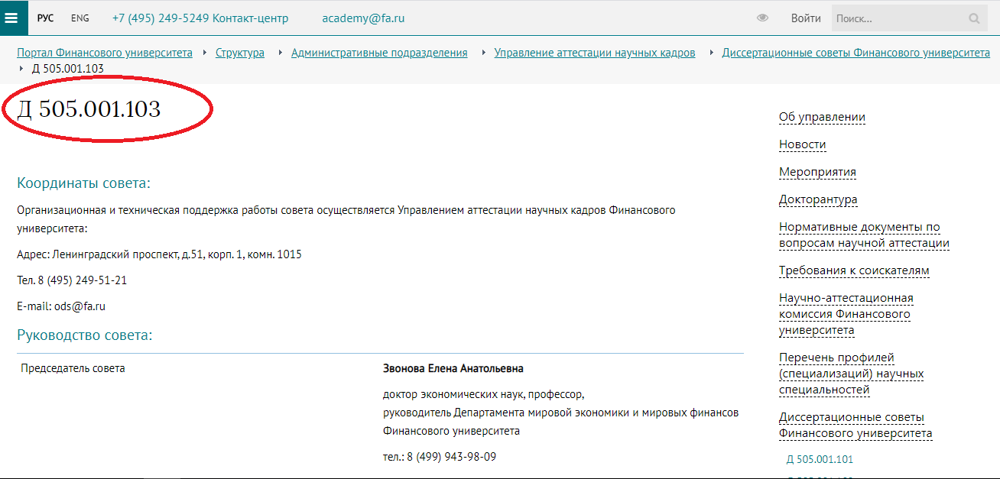 РУС ENG +7 (495) 249-5249 Контакт-центр academy@fa.ru Войти Поиск...
Портал Финансового университета Структура Административные подразделения Управление аттестации научных кадров Диссертационные советы Финансового университета
Д 505.001.103
Д 505.001.103
Координаты совета:
Организационная и техническая поддержка работы совета осуществляется Управлением аттестации научных кадров Финансового
университета:
Адрес: Ленинградский проспект, д.51, корп. 1, комн. 1015
Тел. 8 (495) 249-51-21
E-mail: ods@fa.ru
Руководство совета:
Председатель совета
Звонова Елена Анатольевна
доктор экономических наук, профессор,
руководитель Департамента мировой экономики и мировых финансов
Финансового университета
тел.: 8 (499) 943-98-09
Об управлении
Новости
Мероприятия
Докторантура
Нормативные документы по
вопросам научной аттестации
Требования к соискателям
Научно-аттестационная
комиссия Финансового
университета
Перечень профилей
(специализаций) научных
специальностей
Диссертационные советы
Финансового университета
Д 505.001.101